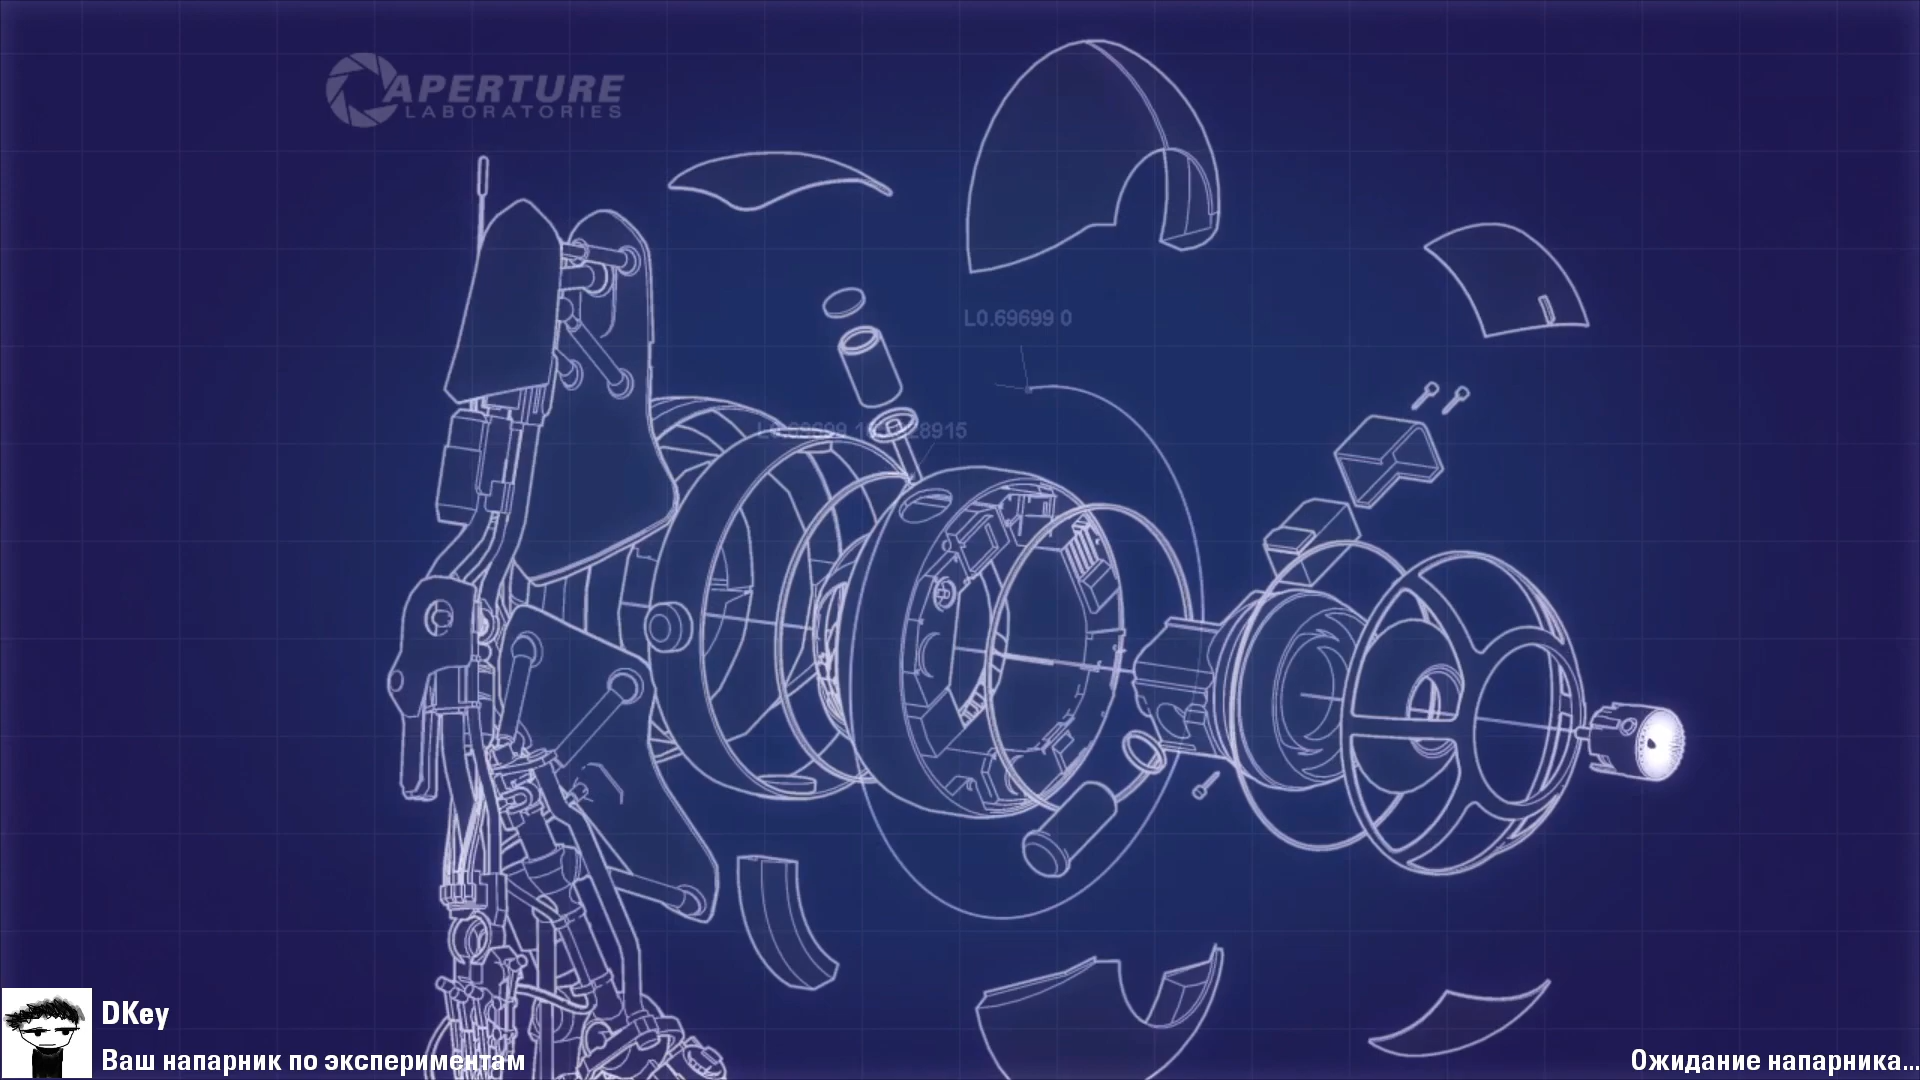 APERTURE
LABORATORIES
L0.69699 0
DKey
Ваш напарник по экспериментам
Ожидание напарника...